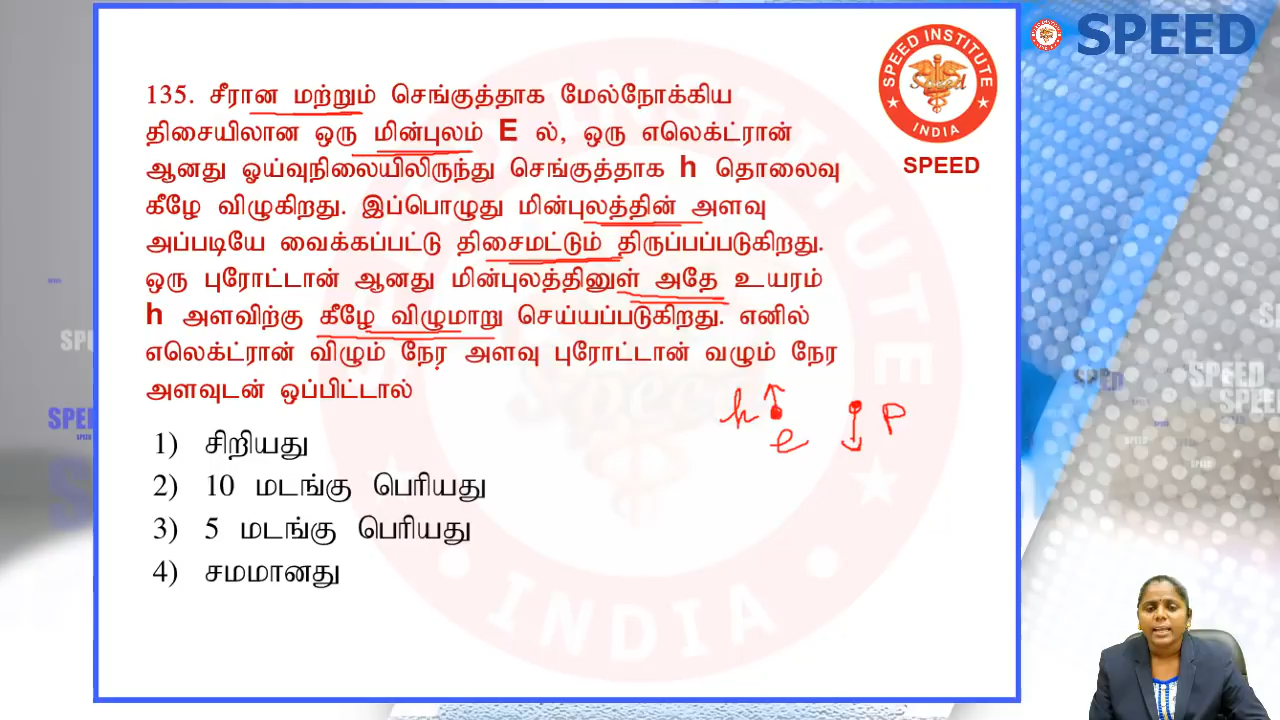 SPEED
SPEED INSTITUTE
INDIA
Speed
SPEED
135. சீரான மற்றும் செங்குத்தாக மேல்நோக்கிய
திசையிலான ஒரு மின்புலம் E ல், ஒரு எலெக்ட்ரான்
ஆனது ஓய்வுநிலையிலிருந்து செங்குத்தாக h தொலைவு
கீழே விழுகிறது. இப்பொழுது மின்புலத்தின் அளவு
அப்படியே வைக்கப்பட்டு திசைமட்டும் திருப்பப்படுகிறது.
ஒரு புரோட்டான் ஆனது மின்புலத்தினுள் அதே உயரம்
h அளவிற்கு கீழே விழுமாறு செய்யப்படுகிறது. எனில்
எலெக்ட்ரான் விழும் நேர அளவு புரோட்டான் வழும் நேர
அளவுடன் ஒப்பிட்டால்
h e P
1) சிறியது
2) 10 மடங்கு பெரியது
3) 5 மடங்கு பெரியது
4) சமமானது